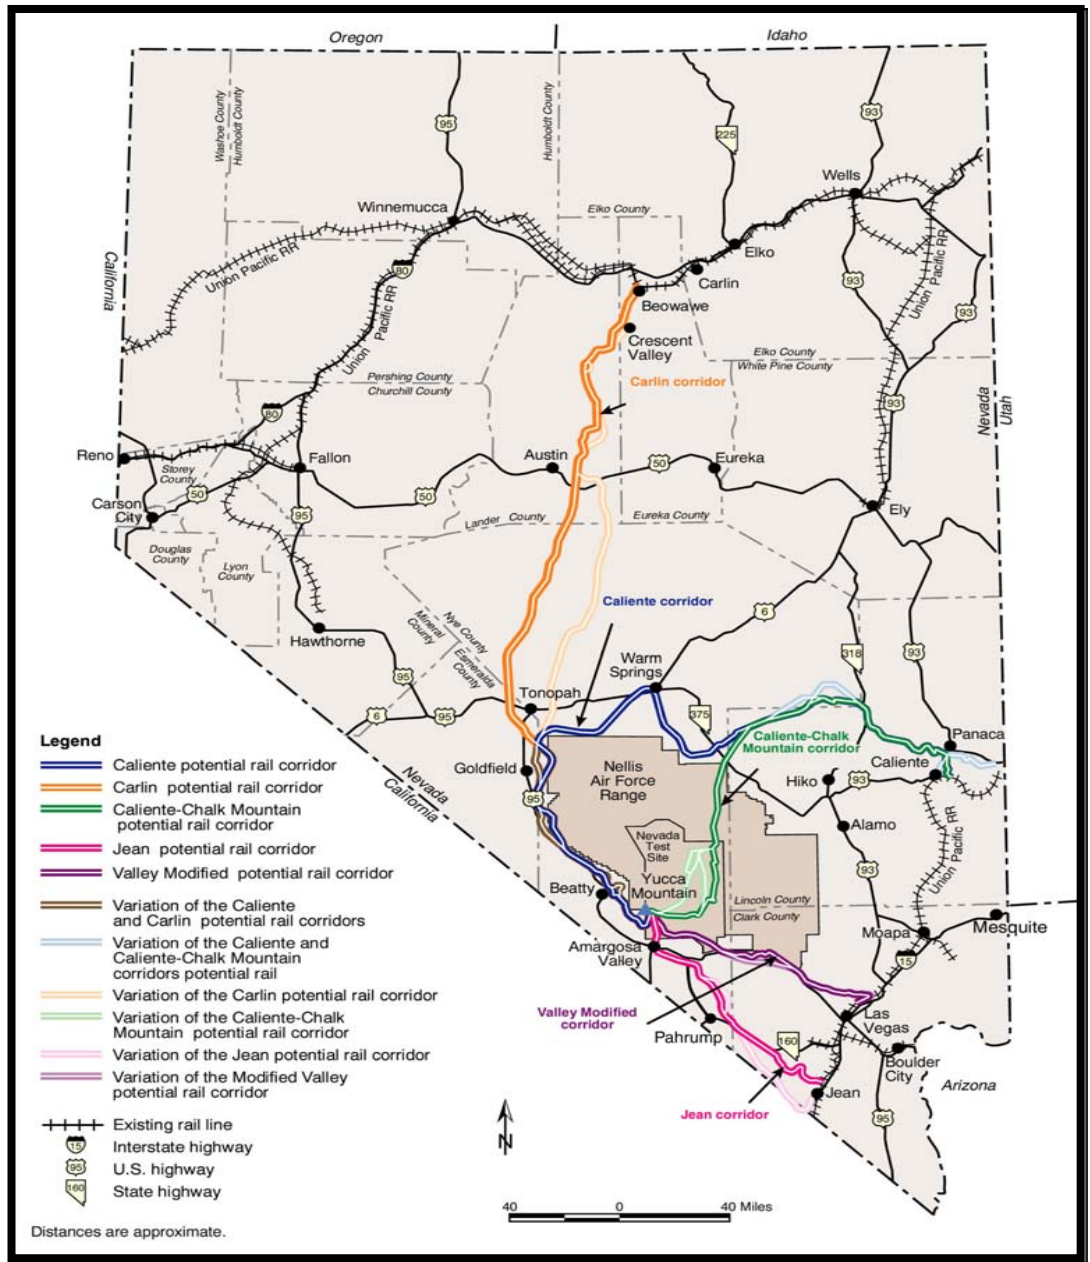 Oregon
Idaho
Washoe County
Humboldt County
Humboldt County
95
225
93
Wells
Winnemucca
Elko County
Union Pacific RR
80
Elko
Carlin
Beowawe
California
Union Pacific RR
93
Union Pacific RR
93
Crescent
Valley
Elko County
White Pine County
Pershing County
Churchill County
Carlin corridor
80
93
Nevada
Utah
Reno
Storey
County
Fallon
Austin
50
Eureka
50
50
Carson
City
95
Lander County
Eureka County
Ely
Douglas
County
Lyon
County
Caliente corridor
6
Mineral
County
Nye County
Esmeralda
County
Hawthorne
318
93
Warm
Springs
95
Tonopah
6
95
375
Panaca
Caliente-Chalk
Mountain corridor
Caliente
Legend
Caliente potential rail corridor
Carlin potential rail corridor
Caliente-Chalk Mountain
potential rail corridor
Jean potential rail corridor
Valley Modified potential rail corridor
Variation of the Caliente
and Carlin potential rail corridors
Variation of the Caliente and
Caliente-Chalk Mountain
corridors potential rail
Variation of the Carlin potential rail corridor
Variation of the Caliente-Chalk
Mountain potential rail corridor
Variation of the Jean potential rail corridor
Variation of the Modified Valley
potential rail corridor
Existing rail line
15
Interstate highway
95
U.S. highway
160
State highway
Distances are approximate.
Nevada
California
Goldfield
95
Nellis
Air Force
Range
Hiko
93
Alamo
Nevada
Test
Site
93
Union Pacific RR
Beatty
Yucca
Mountain
Lincoln County
Clark County
Moapa
Mesquite
Amargosa
Valley
15
Valley Modified
corridor
Las
Vegas
Pahrump
160
Boulder
City
Arizona
Jean
Jean corridor
95
N
40
0
40 Miles